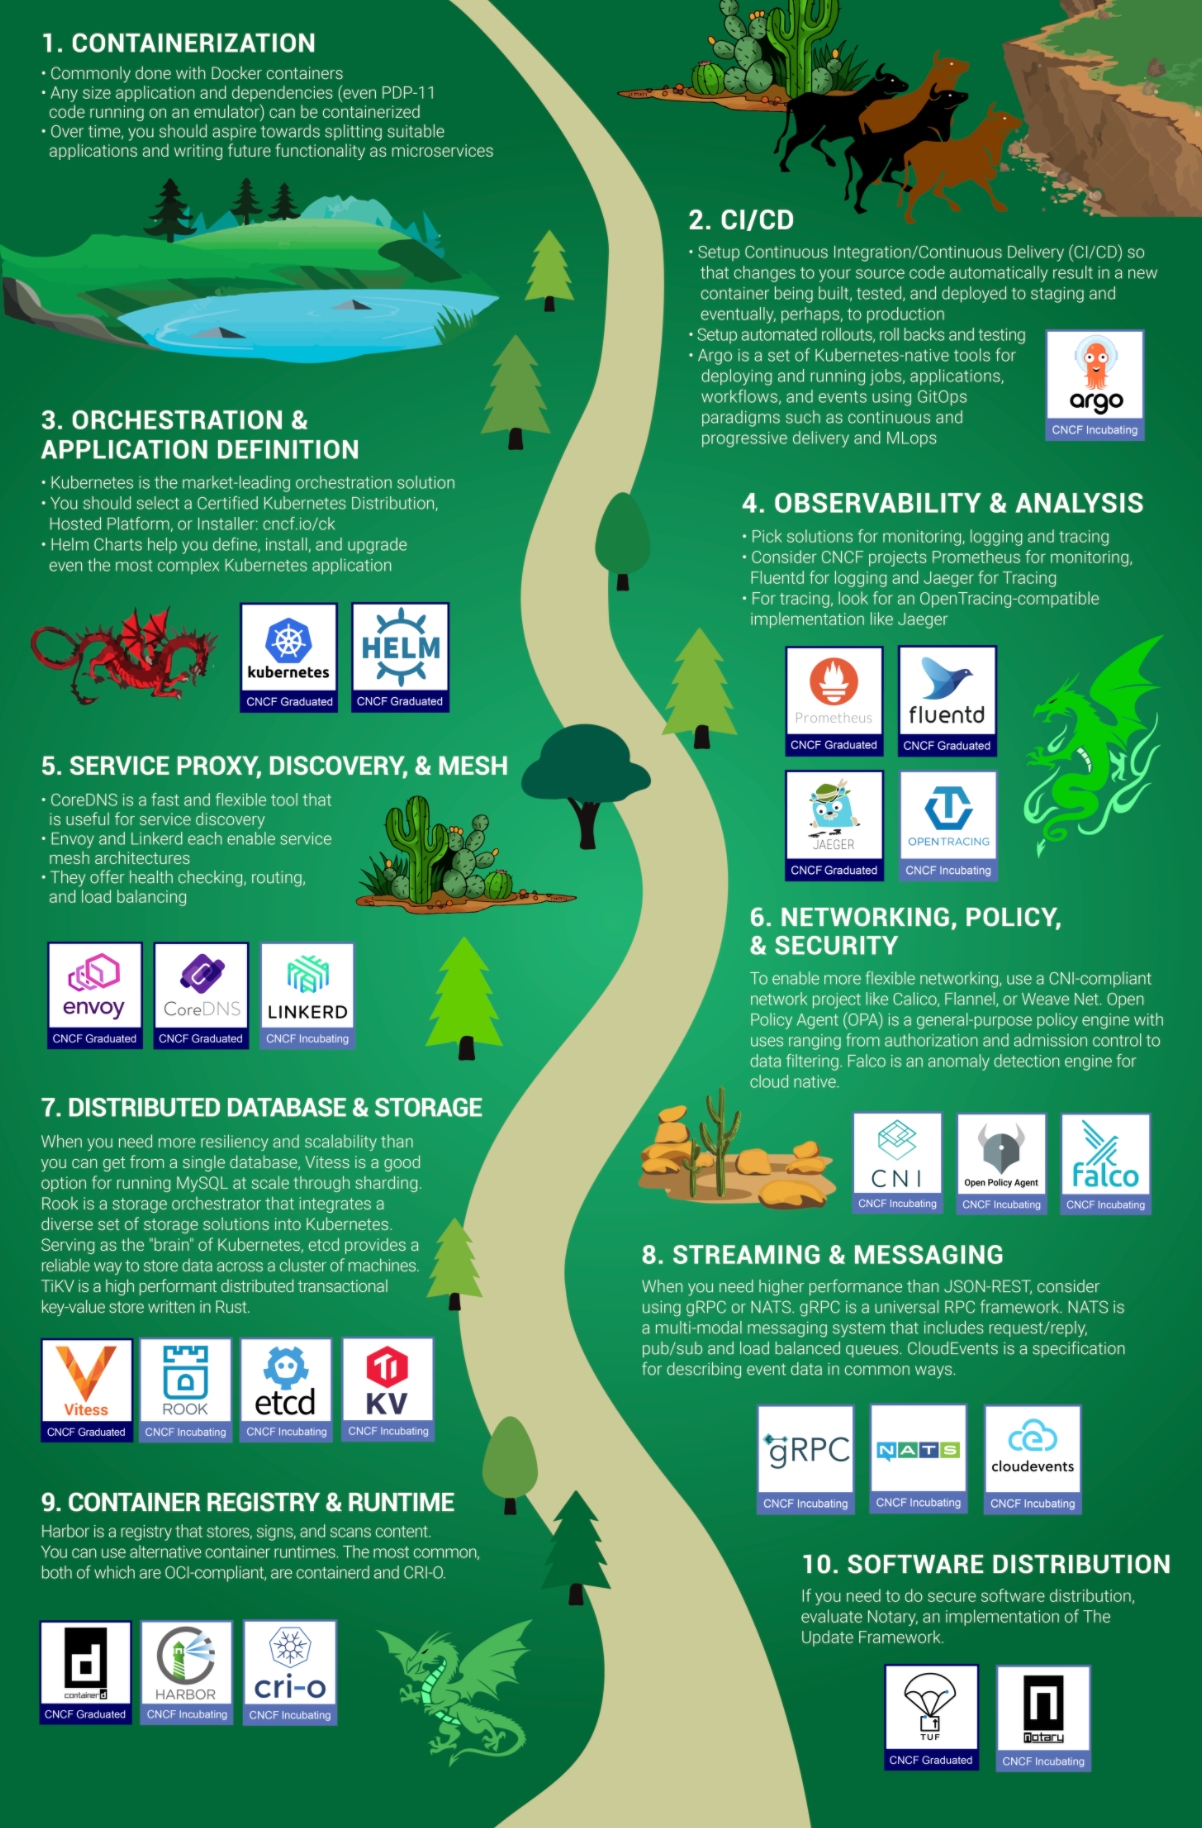 1. CONTAINERIZATION
• Commonly done with Docker containers
• Any size application and dependencies (even PDP-11
code running on an emulator) can be containerized
• Over time, you should aspire towards splitting suitable
applications and writing future functionality as microservices
2. CI/CD
• Setup Continuous Integration/Continuous Delivery (CI/CD) so
that changes to your source code automatically result in a new
container being built, tested, and deployed to staging and
eventually, perhaps, to production
• Setup automated rollouts, roll backs and testing
• Argo is a set of Kubernetes-native tools for
deploying and running jobs, applications,
workflows, and events using GitOps
paradigms such as continuous and
progressive delivery and MLops
argo
CNCF Incubating
3. ORCHESTRATION &
APPLICATION DEFINITION
• Kubernetes is the market-leading orchestration solution
• You should select a Certified Kubernetes Distribution,
Hosted Platform, or Installer: cncf.io/ck
• Helm Charts help you define, install, and upgrade
even the most complex Kubernetes application
kubernetes
CNCF Graduated
HELM
CNCF Graduated
4. OBSERVABILITY & ANALYSIS
• Pick solutions for monitoring, logging and tracing
• Consider CNCF projects Prometheus for monitoring,
Fluentd for logging and Jaeger for Tracing
• For tracing, look for an OpenTracing-compatible
implementation like Jaeger
Prometheus
CNCF Graduated
fluentd
CNCF Graduated
JAEGER
CNCF Graduated
OPENTRACING
CNCF Incubating
5. SERVICE PROXY, DISCOVERY, & MESH
• CoreDNS is a fast and flexible tool that
is useful for service discovery
• Envoy and Linkerd each enable service
mesh architectures
• They offer health checking, routing,
and load balancing
envoy
CNCF Graduated
CoreDNS
CNCF Graduated
LINKERD
CNCF Incubating
6. NETWORKING, POLICY,
& SECURITY
To enable more flexible networking, use a CNI-compliant
network project like Calico, Flannel, or Weave Net. Open
Policy Agent (OPA) is a general-purpose policy engine with
uses ranging from authorization and admission control to
data filtering. Falco is an anomaly detection engine for
cloud native.
CNI
CNCF Incubating
Open Policy Agent
CNCF Incubating
falco
CNCF Incubating
7. DISTRIBUTED DATABASE & STORAGE
When you need more resiliency and scalability than
you can get from a single database, Vitess is a good
option for running MySQL at scale through sharding.
Rook is a storage orchestrator that integrates a
diverse set of storage solutions into Kubernetes.
Serving as the "brain" of Kubernetes, etcd provides a
reliable way to store data across a cluster of machines.
TiKV is a high performant distributed transactional
key-value store written in Rust.
Vitess
CNCF Graduated
ROOK
CNCF Incubating
etcd
CNCF Incubating
TI
KV
CNCF Incubating
8. STREAMING & MESSAGING
When you need higher performance than JSON-REST, consider
using gRPC or NATS. gRPC is a universal RPC framework. NATS is
a multi-modal messaging system that includes request/reply,
pub/sub and load balanced queues. CloudEvents is a specification
for describing event data in common ways.
gRPC
CNCF Incubating
NATS
CNCF Incubating
cloudevents
CNCF Incubating
9. CONTAINER REGISTRY & RUNTIME
Harbor is a registry that stores, signs, and scans content.
You can use alternative container runtimes. The most common,
both of which are OCI-compliant, are containerd and CRI-O.
containerd
CNCF Graduated
HARBOR
CNCF Incubating
cri-o
CNCF Incubating
10. SOFTWARE DISTRIBUTION
If you need to do secure software distribution,
evaluate Notary, an implementation of The
Update Framework.
TUF
CNCF Graduated
notary
CNCF Incubating